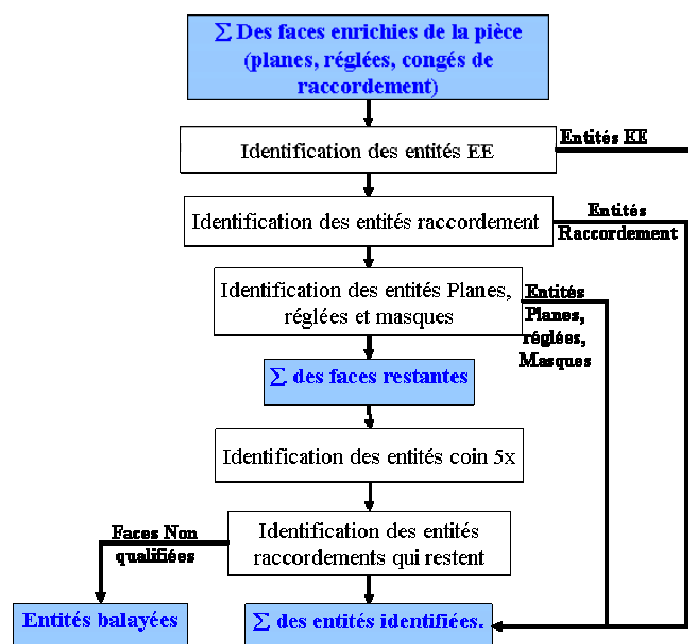 ∑ Des faces enrichies de la pièce
(planes, réglées, congés de
raccordement)
Entités EE
Identification des entités EE
Identification des entités raccordement
Entités
Raccordement
Identification des entités Planes,
réglées et masques
Entités
Planes,
réglées,
Masques
∑ des faces restantes
Identification des entités coin 5x
Faces Non
qualifiées
Identification des entités
raccordements qui restent
Entités balayées
∑ des entités identifiées.